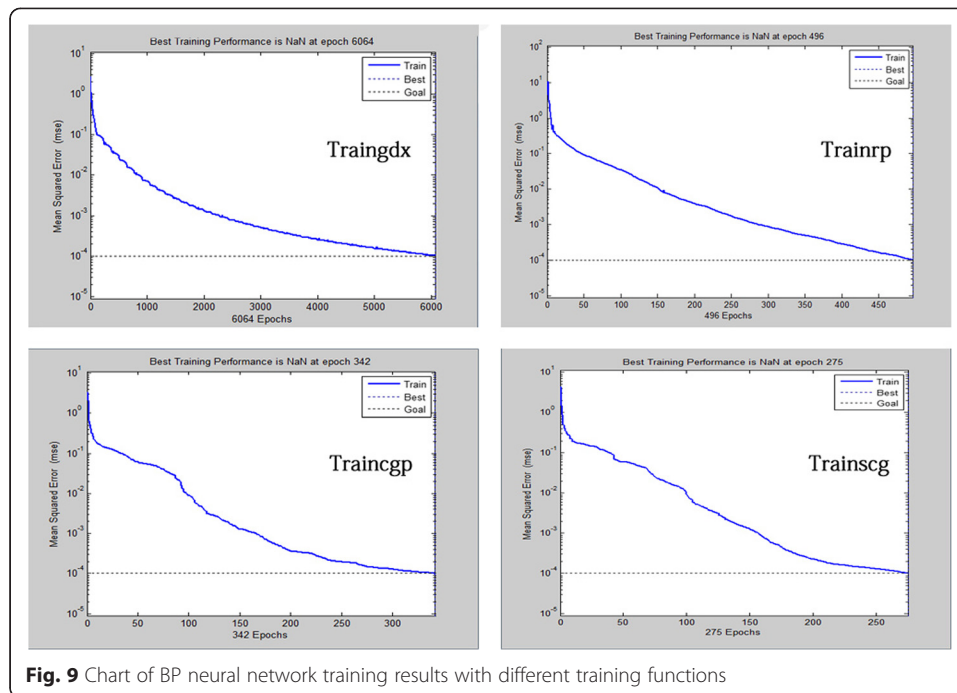 Best Training Performance is NaN at epoch 6064
Mean Squared Error (mse)
10^1
10^0
10^-1
10^-2
10^-3
10^-4
10^-5
Train
Best
Goal
Traingdx
0 1000 2000 3000 4000 5000 6000
6064 Epochs
Best Training Performance is NaN at epoch 496
Mean Squared Error (mse)
10^2
10^1
10^0
10^-1
10^-2
10^-3
10^-4
10^-5
Train
Best
Goal
Trainrp
0 50 100 150 200 250 300 350 400 450
496 Epochs
Best Training Performance is NaN at epoch 342
Mean Squared Error (mse)
10^1
10^0
10^-1
10^-2
10^-3
10^-4
10^-5
Train
Best
Goal
Traincgp
0 50 100 150 200 250 300
342 Epochs
Best Training Performance is NaN at epoch 275
Mean Squared Error (mse)
10^1
10^0
10^-1
10^-2
10^-3
10^-4
10^-5
Train
Best
Goal
Trainscg
0 50 100 150 200 250
275 Epochs
Fig. 9 Chart of BP neural network training results with different training functions